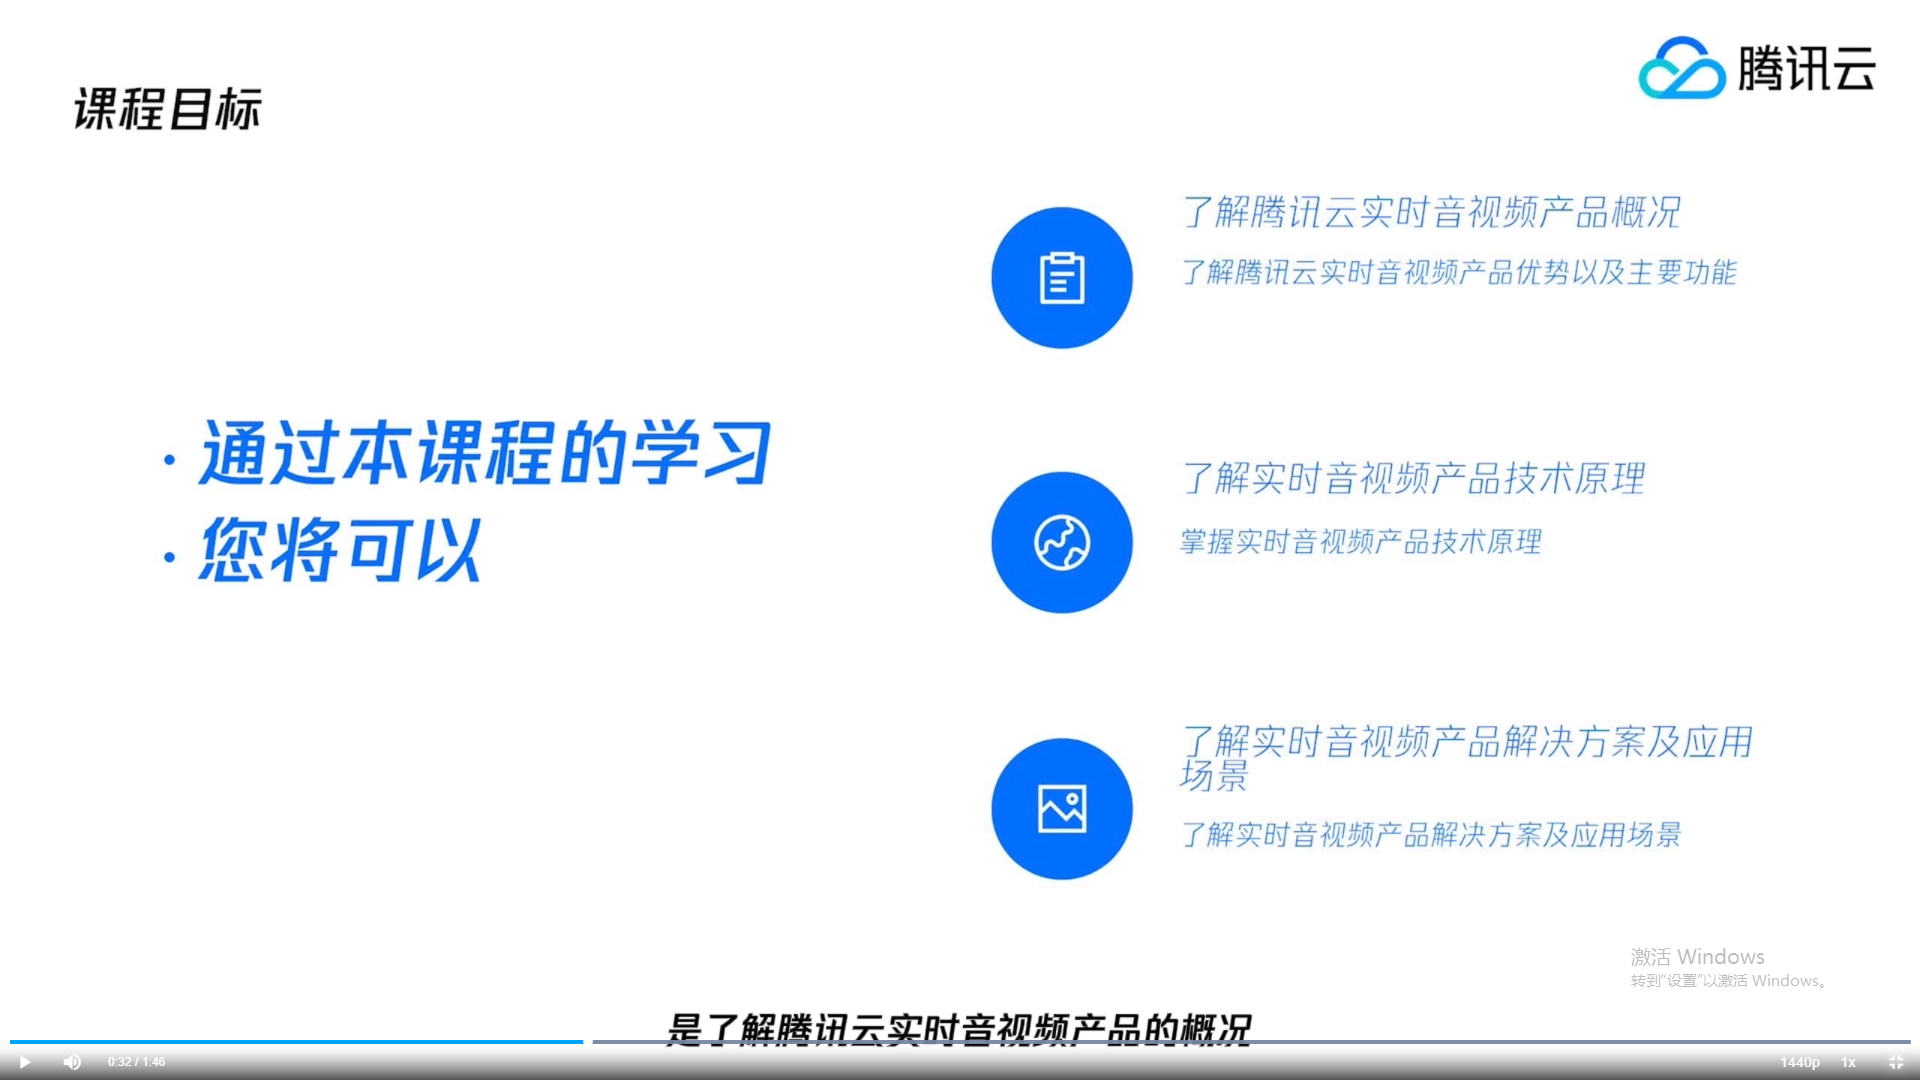 腾讯云
课程目标
了解腾讯云实时音视频产品概况
了解腾讯云实时音视频产品优势以及主要功能
• 通过本课程的学习
• 您将可以
了解实时音视频产品技术原理
掌握实时音视频产品技术原理
了解实时音视频产品解决方案及应用
场景
了解实时音视频产品解决方案及应用场景
激活 Windows
转到“设置”以激活 Windows。
是了解腾讯云实时音视频产品的概况
0:32 / 1:46
1440p
1x